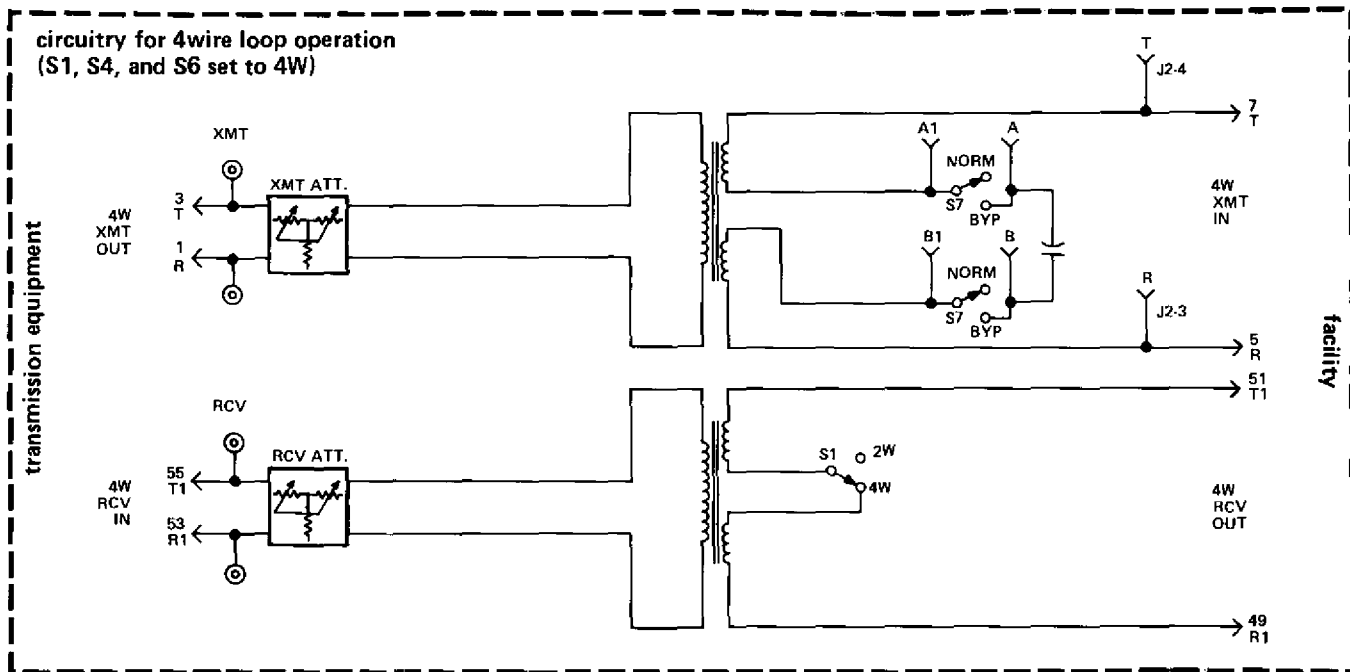 circuitry for 4wire loop operation
(S1, S4, and S6 set to 4W)
T
J2-4
7
T
XMT
A1
A
NORM
S7
BYP
XMT ATT.
3
T
4W
XMT
OUT
1
R
4W
XMT
IN
B1
B
NORM
S7
BYP
R
J2-3
5
R
transmission equipment
facility
51
T1
RCV
RCV ATT.
S1
2W
4W
55
T1
4W
RCV
IN
53
R1
4W
RCV
OUT
49
R1